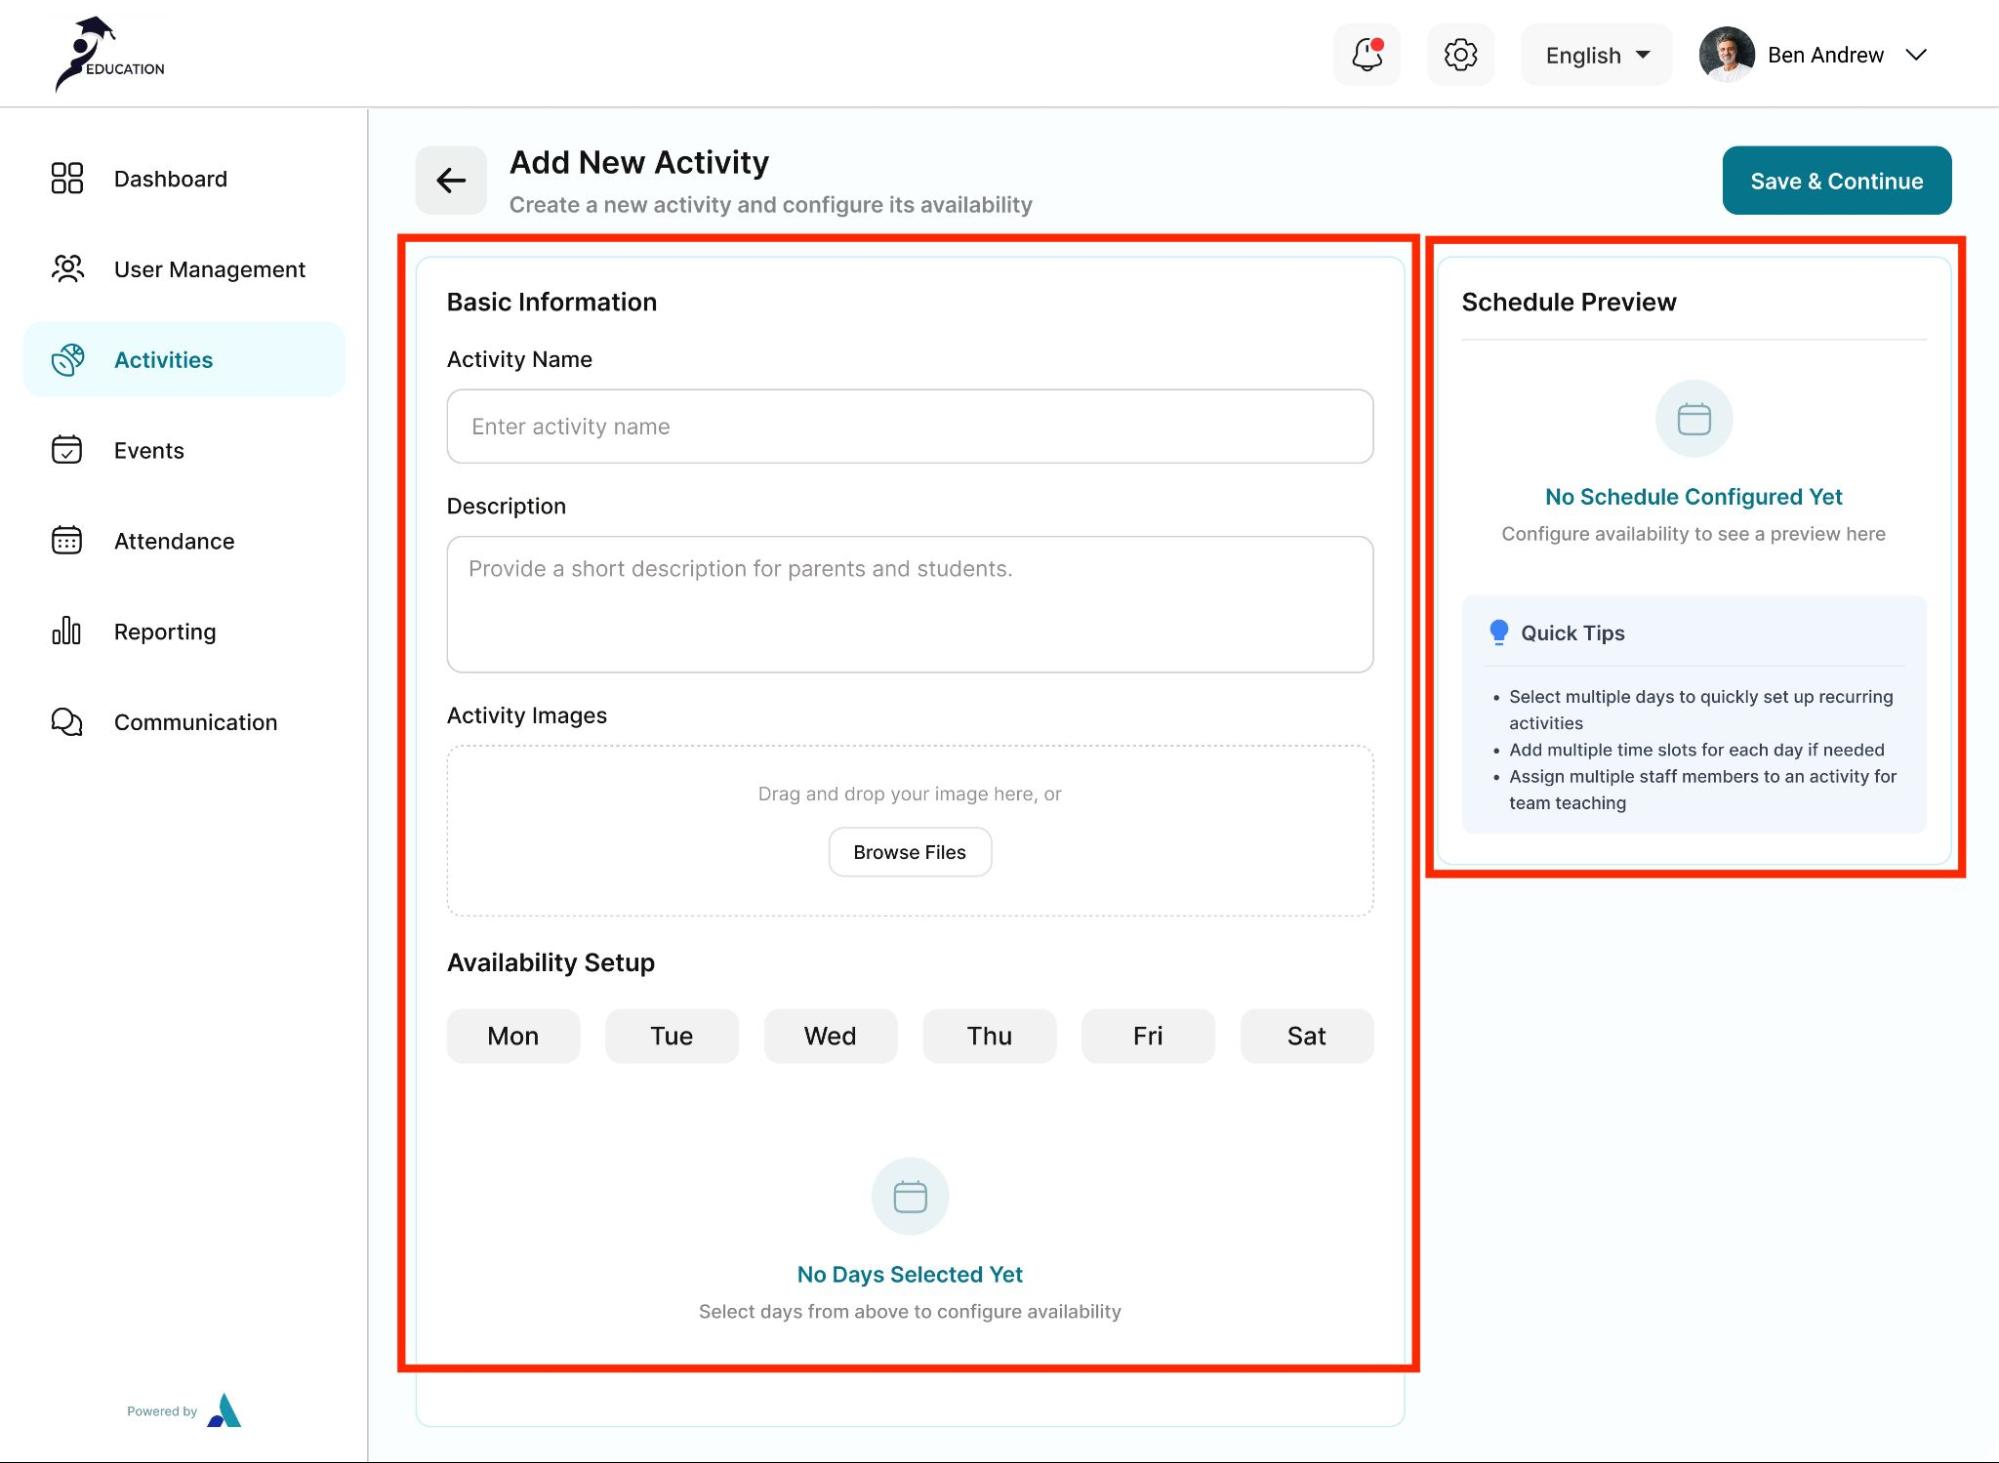 EDUCATION
English
Ben Andrew
Dashboard
User Management
Activities
Events
Attendance
Reporting
Communication
Powered by
Add New Activity
Create a new activity and configure its availability
Save & Continue
Basic Information
Activity Name
Enter activity name
Description
Provide a short description for parents and students.
Activity Images
Drag and drop your image here, or
Browse Files
Availability Setup
Mon
Tue
Wed
Thu
Fri
Sat
No Days Selected Yet
Select days from above to configure availability
Schedule Preview
No Schedule Configured Yet
Configure availability to see a preview here
Quick Tips
• Select multiple days to quickly set up recurring
activities
• Add multiple time slots for each day if needed
• Assign multiple staff members to an activity for
team teaching